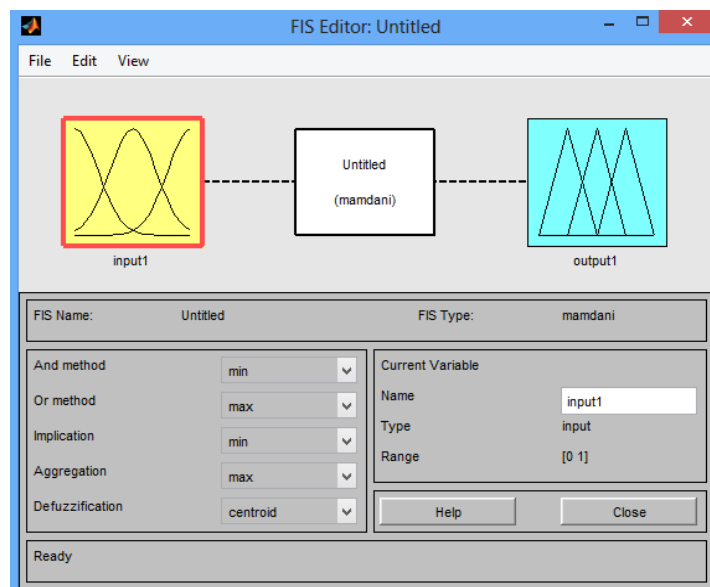 FIS Editor: Untitled
File Edit View
Untitled
(mamdani)
input1
output1
FIS Name: Untitled FIS Type: mamdani
And method min
Or method max
Implication min
Aggregation max
Defuzzification centroid
Current Variable
Name input1
Type input
Range [0 1]
Help Close
Ready